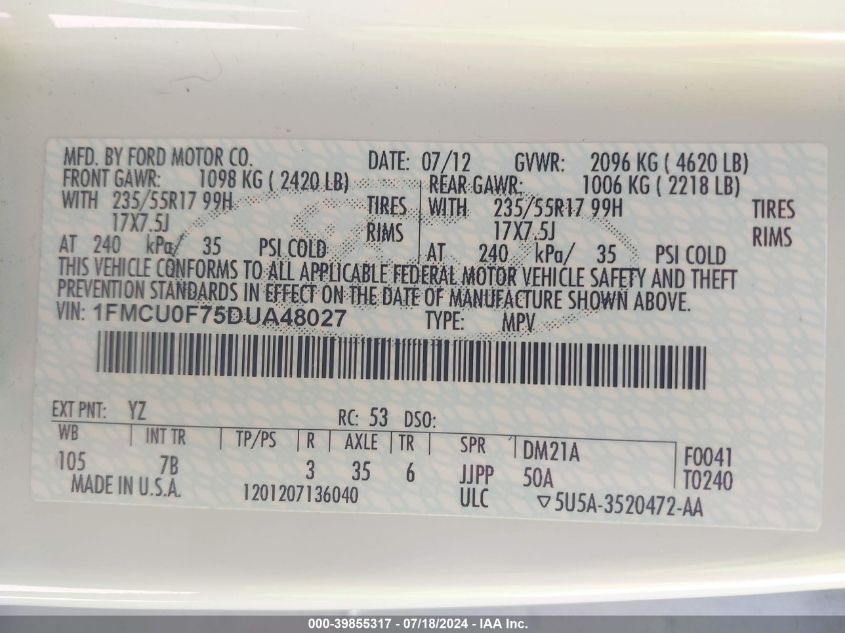 MFD. BY FORD MOTOR CO. DATE: 07/12 GVWR: 2096 KG ( 4620 LB)
FRONT GAWR: 1098 KG ( 2420 LB) REAR GAWR: 1006 KG ( 2218 LB)
WITH 235/55R17 99H TIRES WITH 235/55R17 99H TIRES
17X7.5J RIMS 17X7.5J RIMS
AT 240 kPa/ 35 PSI COLD AT 240 kPa/ 35 PSI COLD
THIS VEHICLE CONFORMS TO ALL APPLICABLE FEDERAL MOTOR VEHICLE SAFETY AND THEFT
PREVENTION STANDARDS IN EFFECT ON THE DATE OF MANUFACTURE SHOWN ABOVE.
VIN: 1FMCU0F75DUA48027 TYPE: MPV
EXT PNT: YZ RC: 53 DSO:
WB INT TR TP/PS R AXLE TR SPR DM21A F0041
105 7B 3 35 6 JJPP 50A T0240
MADE IN U.S.A. 1201207136040 ULC ▽5U5A-3520472-AA
000-39855317 - 07/18/2024 - IAA Inc.